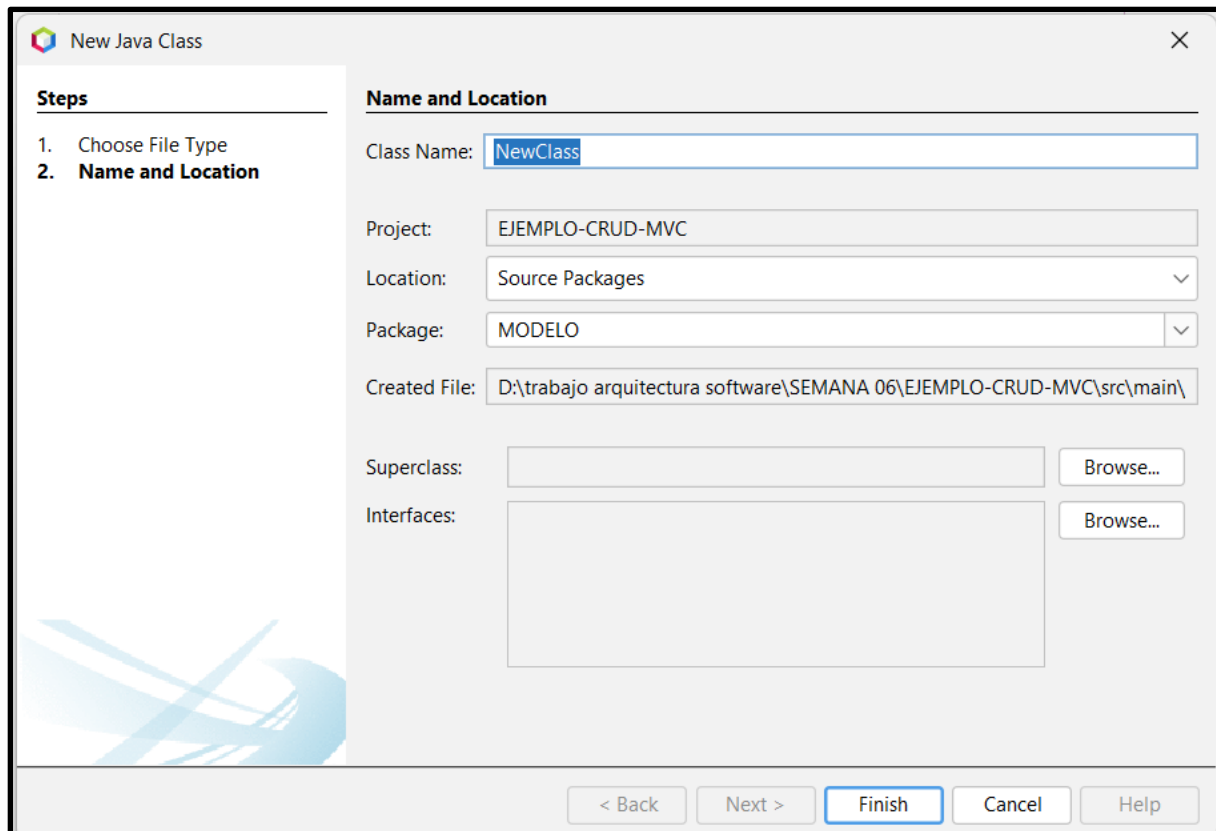 New Java Class
Steps
1. Choose File Type
2. Name and Location
Name and Location
Class Name: NewClass
Project: EJEMPLO-CRUD-MVC
Location: Source Packages
Package: MODELO
Created File: D:\trabajo arquitectura software\SEMANA 06\EJEMPLO-CRUD-MVC\src\main\
Superclass: Browse...
Interfaces: Browse...
< Back Next > Finish Cancel Help